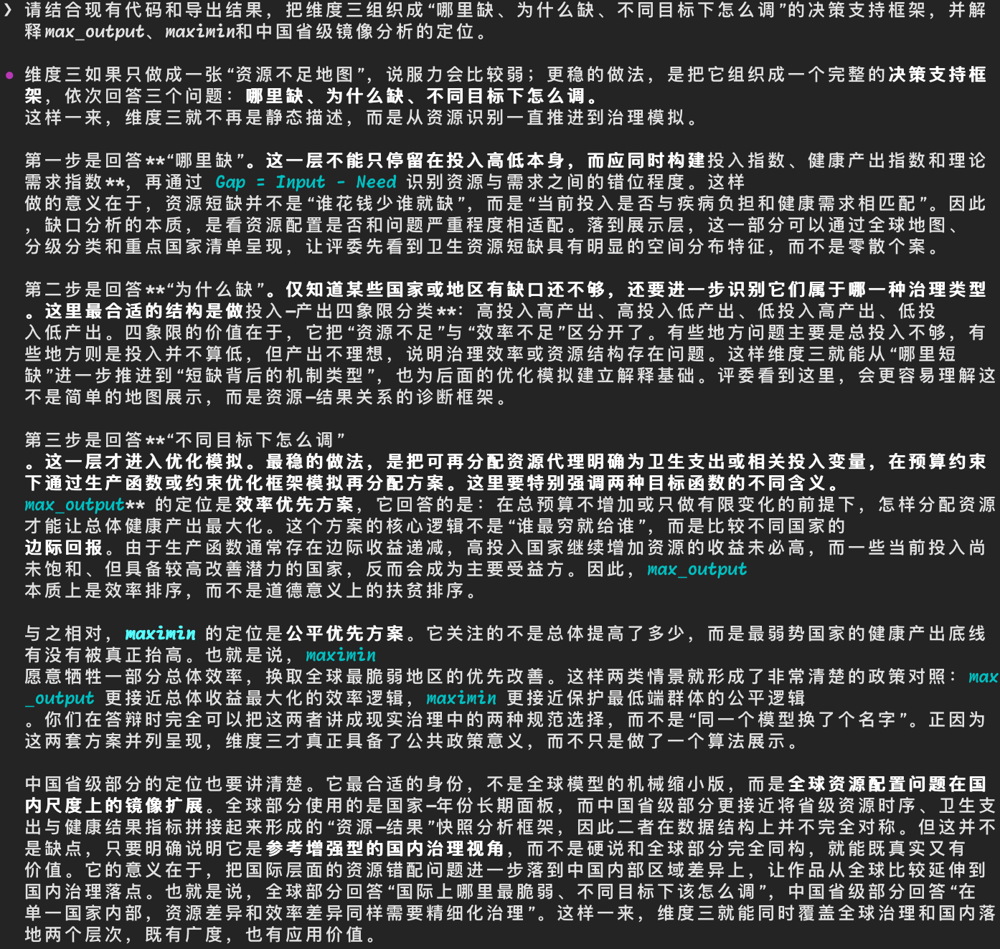 ❯ 请结合现有代码和导出结果，把维度三组织成“哪里缺、为什么缺、不同目标下怎么调”的决策支持框架，并解
释max_output、maximin和中国省级镜像分析的定位。
● 维度三如果只做成一张“资源不足地图”，说服力会比较弱；更稳的做法，是把它组织成一个完整的决策支持框
架，依次回答三个问题：哪里缺、为什么缺、不同目标下怎么调。
这样一来，维度三就不再是静态描述，而是从资源识别一直推进到治理模拟。
第一步是回答**“哪里缺”。这一层不能只停留在投入高低本身，而应同时构建投入指数、健康产出指数和理论
需求指数**，再通过 Gap = Input - Need 识别资源与需求之间的错位程度。这样
做的意义在于，资源短缺并不是“谁花钱少谁就缺”，而是“当前投入是否与疾病负担和健康需求相匹配”。因此
，缺口分析的本质，是看资源配置是否和问题严重程度相适配。落到展示层，这一部分可以通过全球地图、
分级分类和重点国家清单呈现，让评委先看到卫生资源短缺具有明显的空间分布特征，而不是零散个案。
第二步是回答**“为什么缺”。仅知道某些国家或地区有缺口还不够，还要进一步识别它们属于哪一种治理类型
。这里最合适的结构是做投入—产出四象限分类**：高投入高产出、高投入低产出、低投入高产出、低投
入低产出。四象限的价值在于，它把“资源不足”与“效率不足”区分开了。有些地方问题主要是总投入不够，有
些地方则是投入并不算低，但产出不理想，说明治理效率或资源结构存在问题。这样维度三就能从“哪里短
缺”进一步推进到“短缺背后的机制类型”，也为后面的优化模拟建立解释基础。评委看到这里，会更容易理解这
不是简单的地图展示，而是资源—结果关系的诊断框架。
第三步是回答**“不同目标下怎么调”
。这一层才进入优化模拟。最稳的做法，是把可再分配资源代理明确为卫生支出或相关投入变量，在预算约束
下通过生产函数或约束优化框架模拟再分配方案。这里要特别强调两种目标函数的不同含义。
max_output** 的定位是效率优先方案，它回答的是：在总预算不增加或只做有限变化的前提下，怎样分配资源
才能让总体健康产出最大化。这个方案的核心逻辑不是“谁最穷就给谁”，而是比较不同国家的
边际回报。由于生产函数通常存在边际收益递减，高投入国家继续增加资源的收益未必高，而一些当前投入尚
未饱和、但具备较高改善潜力的国家，反而会成为主要受益方。因此，max_output
本质上是效率排序，而不是道德意义上的扶贫排序。
与之相对，maximin 的定位是公平优先方案。它关注的不是总体提高了多少，而是最弱势国家的健康产出底线
有没有被真正抬高。也就是说，maximin
愿意牺牲一部分总体效率，换取全球最脆弱地区的优先改善。这样两类情景就形成了非常清楚的政策对照：max
_output 更接近总体收益最大化的效率逻辑，maximin 更接近保护最低端群体的公平逻辑
。你们在答辩时完全可以把这两者讲成现实治理中的两种规范选择，而不是“同一个模型换了个名字”。正因为
这两套方案并列呈现，维度三才真正具备了公共政策意义，而不只是做了一个算法展示。
中国省级部分的定位也要讲清楚。它最合适的身份，不是全球模型的机械缩小版，而是全球资源配置问题在国
内尺度上的镜像扩展。全球部分使用的是国家—年份长期面板，而中国省级部分更接近将省级资源时序、卫生支
出与健康结果指标拼接起来形成的“资源—结果”快照分析框架，因此二者在数据结构上并不完全对称。但这并不
是缺点，只要明确说明它是参考增强型的国内治理视角，而不是硬说和全球部分完全同构，就能既真实又有
价值。它的意义在于，把国际层面的资源错配问题进一步落到中国内部区域差异上，让作品从全球比较延伸到
国内治理落点。也就是说，全球部分回答“国际上哪里最脆弱、不同目标下该怎么调”，中国省级部分回答“在
单一国家内部，资源差异和效率差异同样需要精细化治理”。这样一来，维度三就能同时覆盖全球治理和国内落
地两个层次，既有广度，也有应用价值。